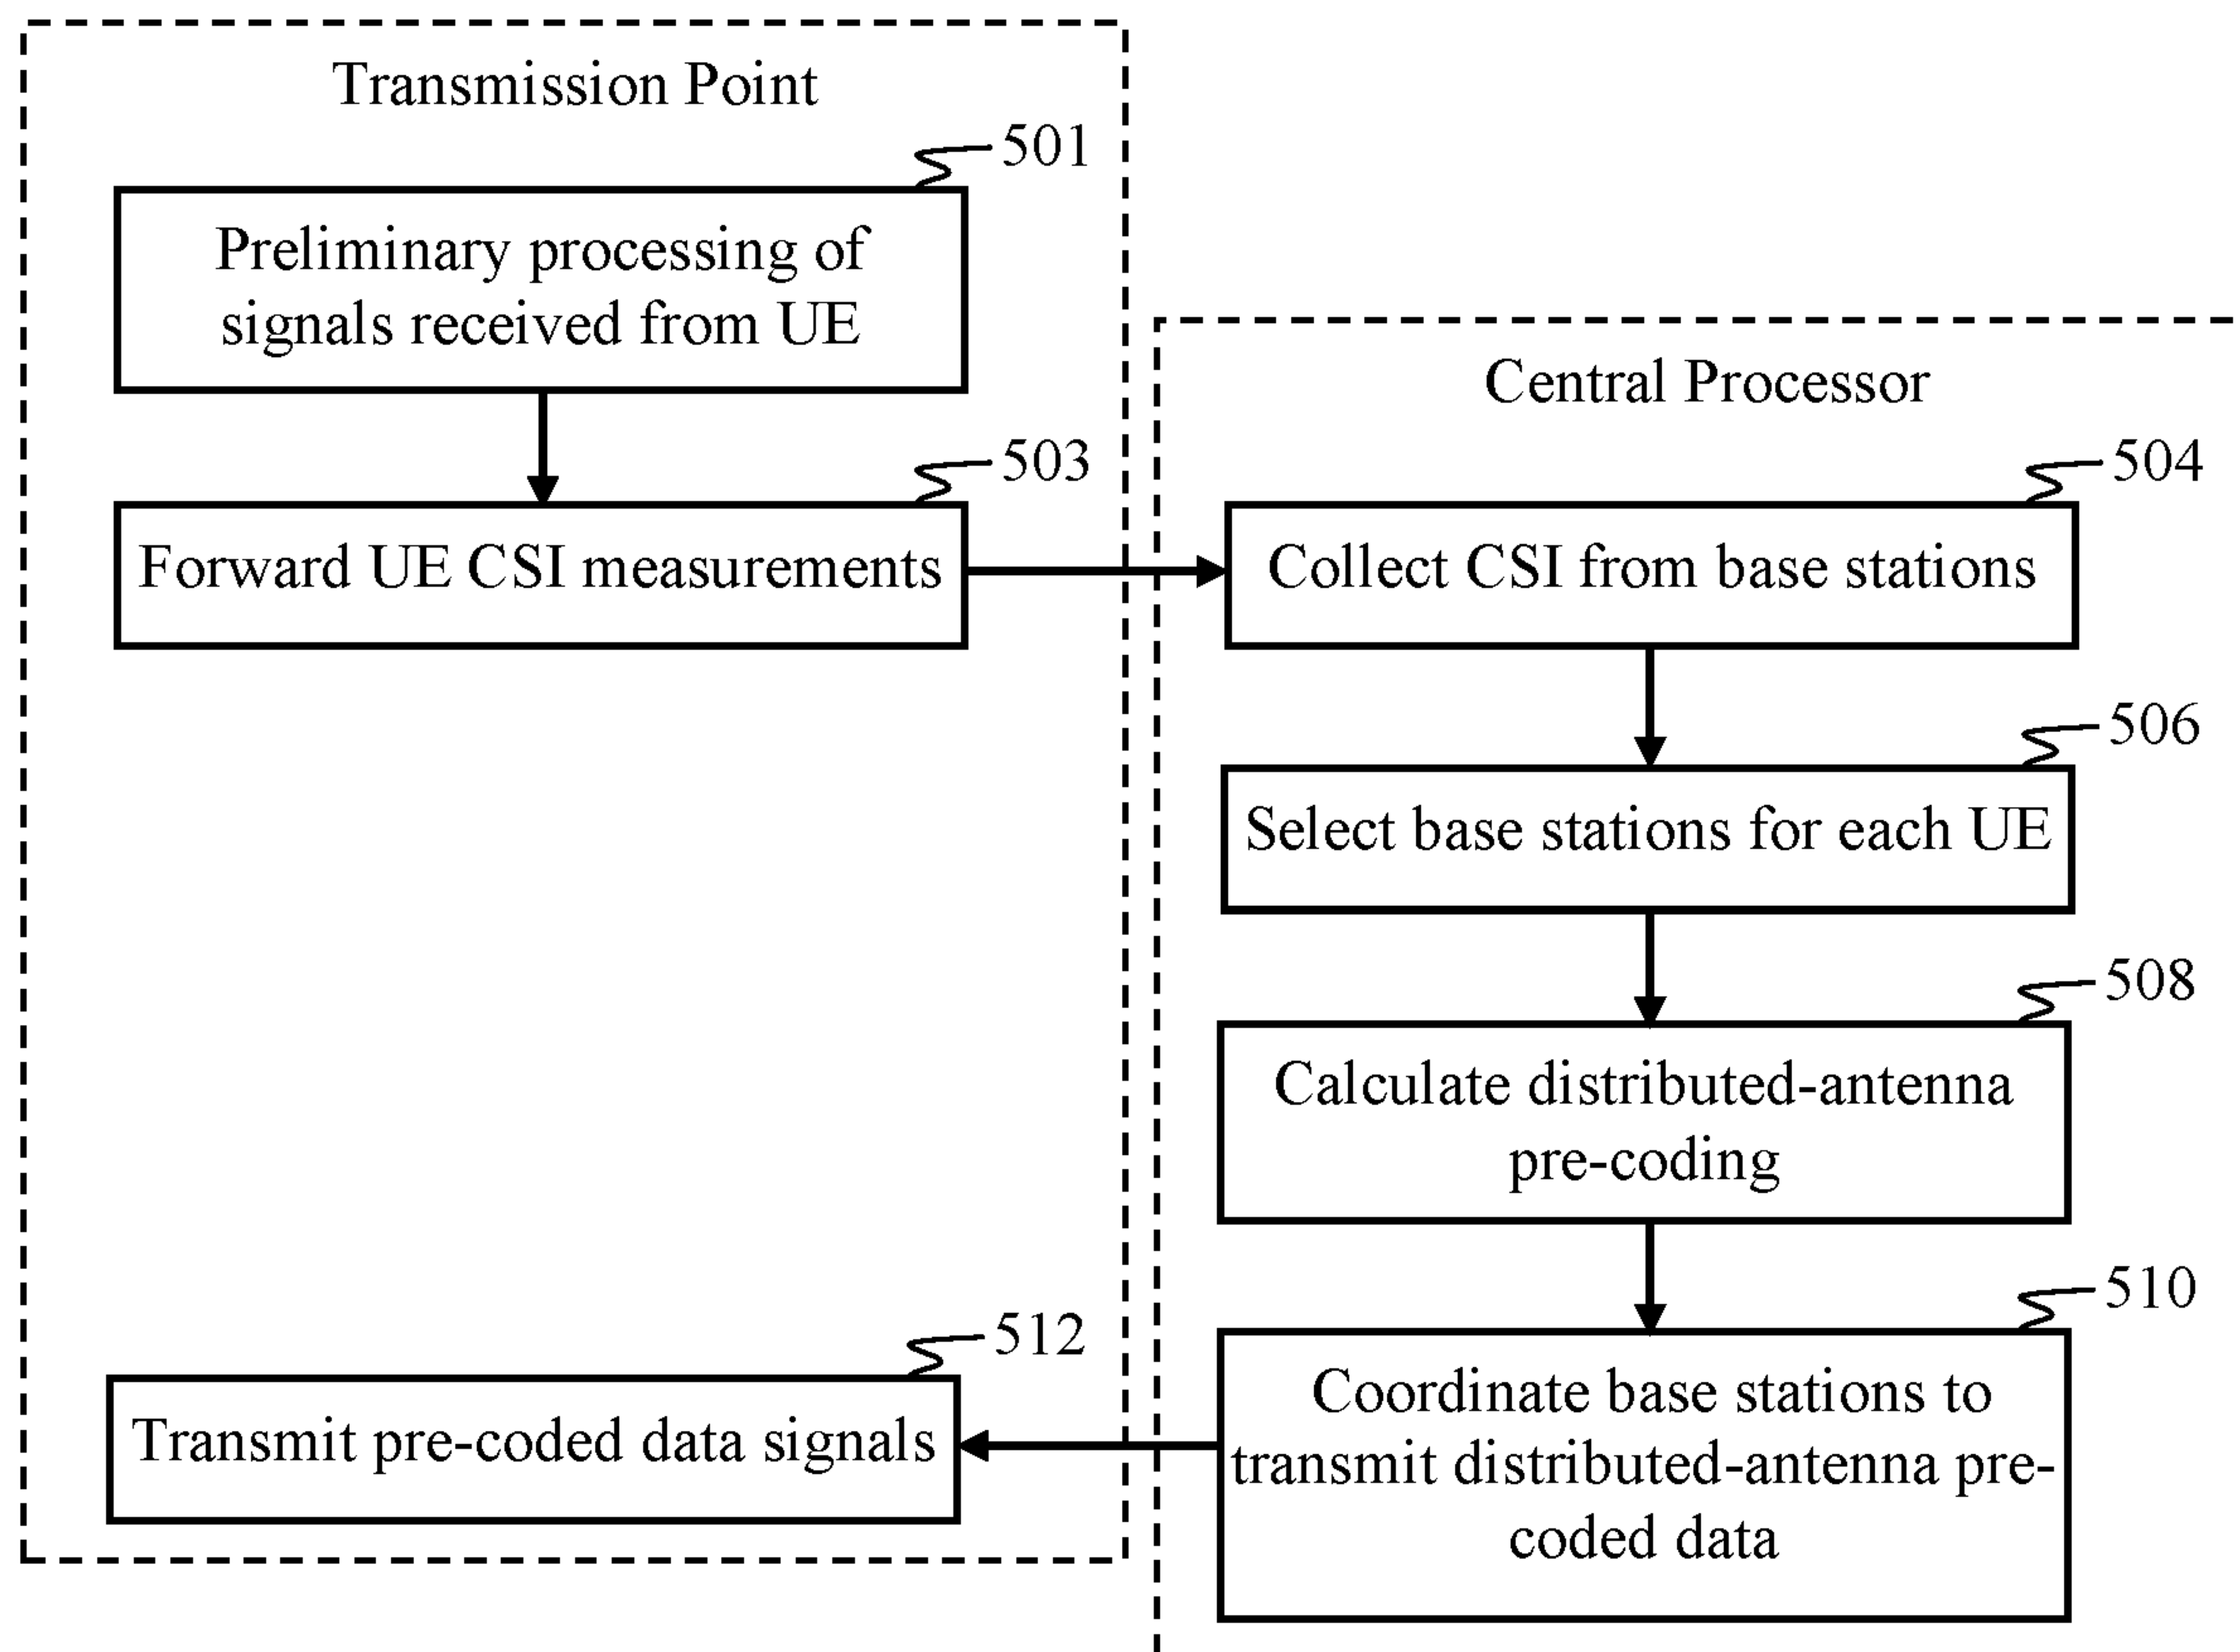 Transmission Point
501
Preliminary processing of
signals received from UE
503
Forward UE CSI measurements
Central Processor
504
Collect CSI from base stations
506
Select base stations for each UE
508
Calculate distributed-antenna
pre-coding
510
Coordinate base stations to
transmit distributed-antenna pre-
coded data
512
Transmit pre-coded data signals